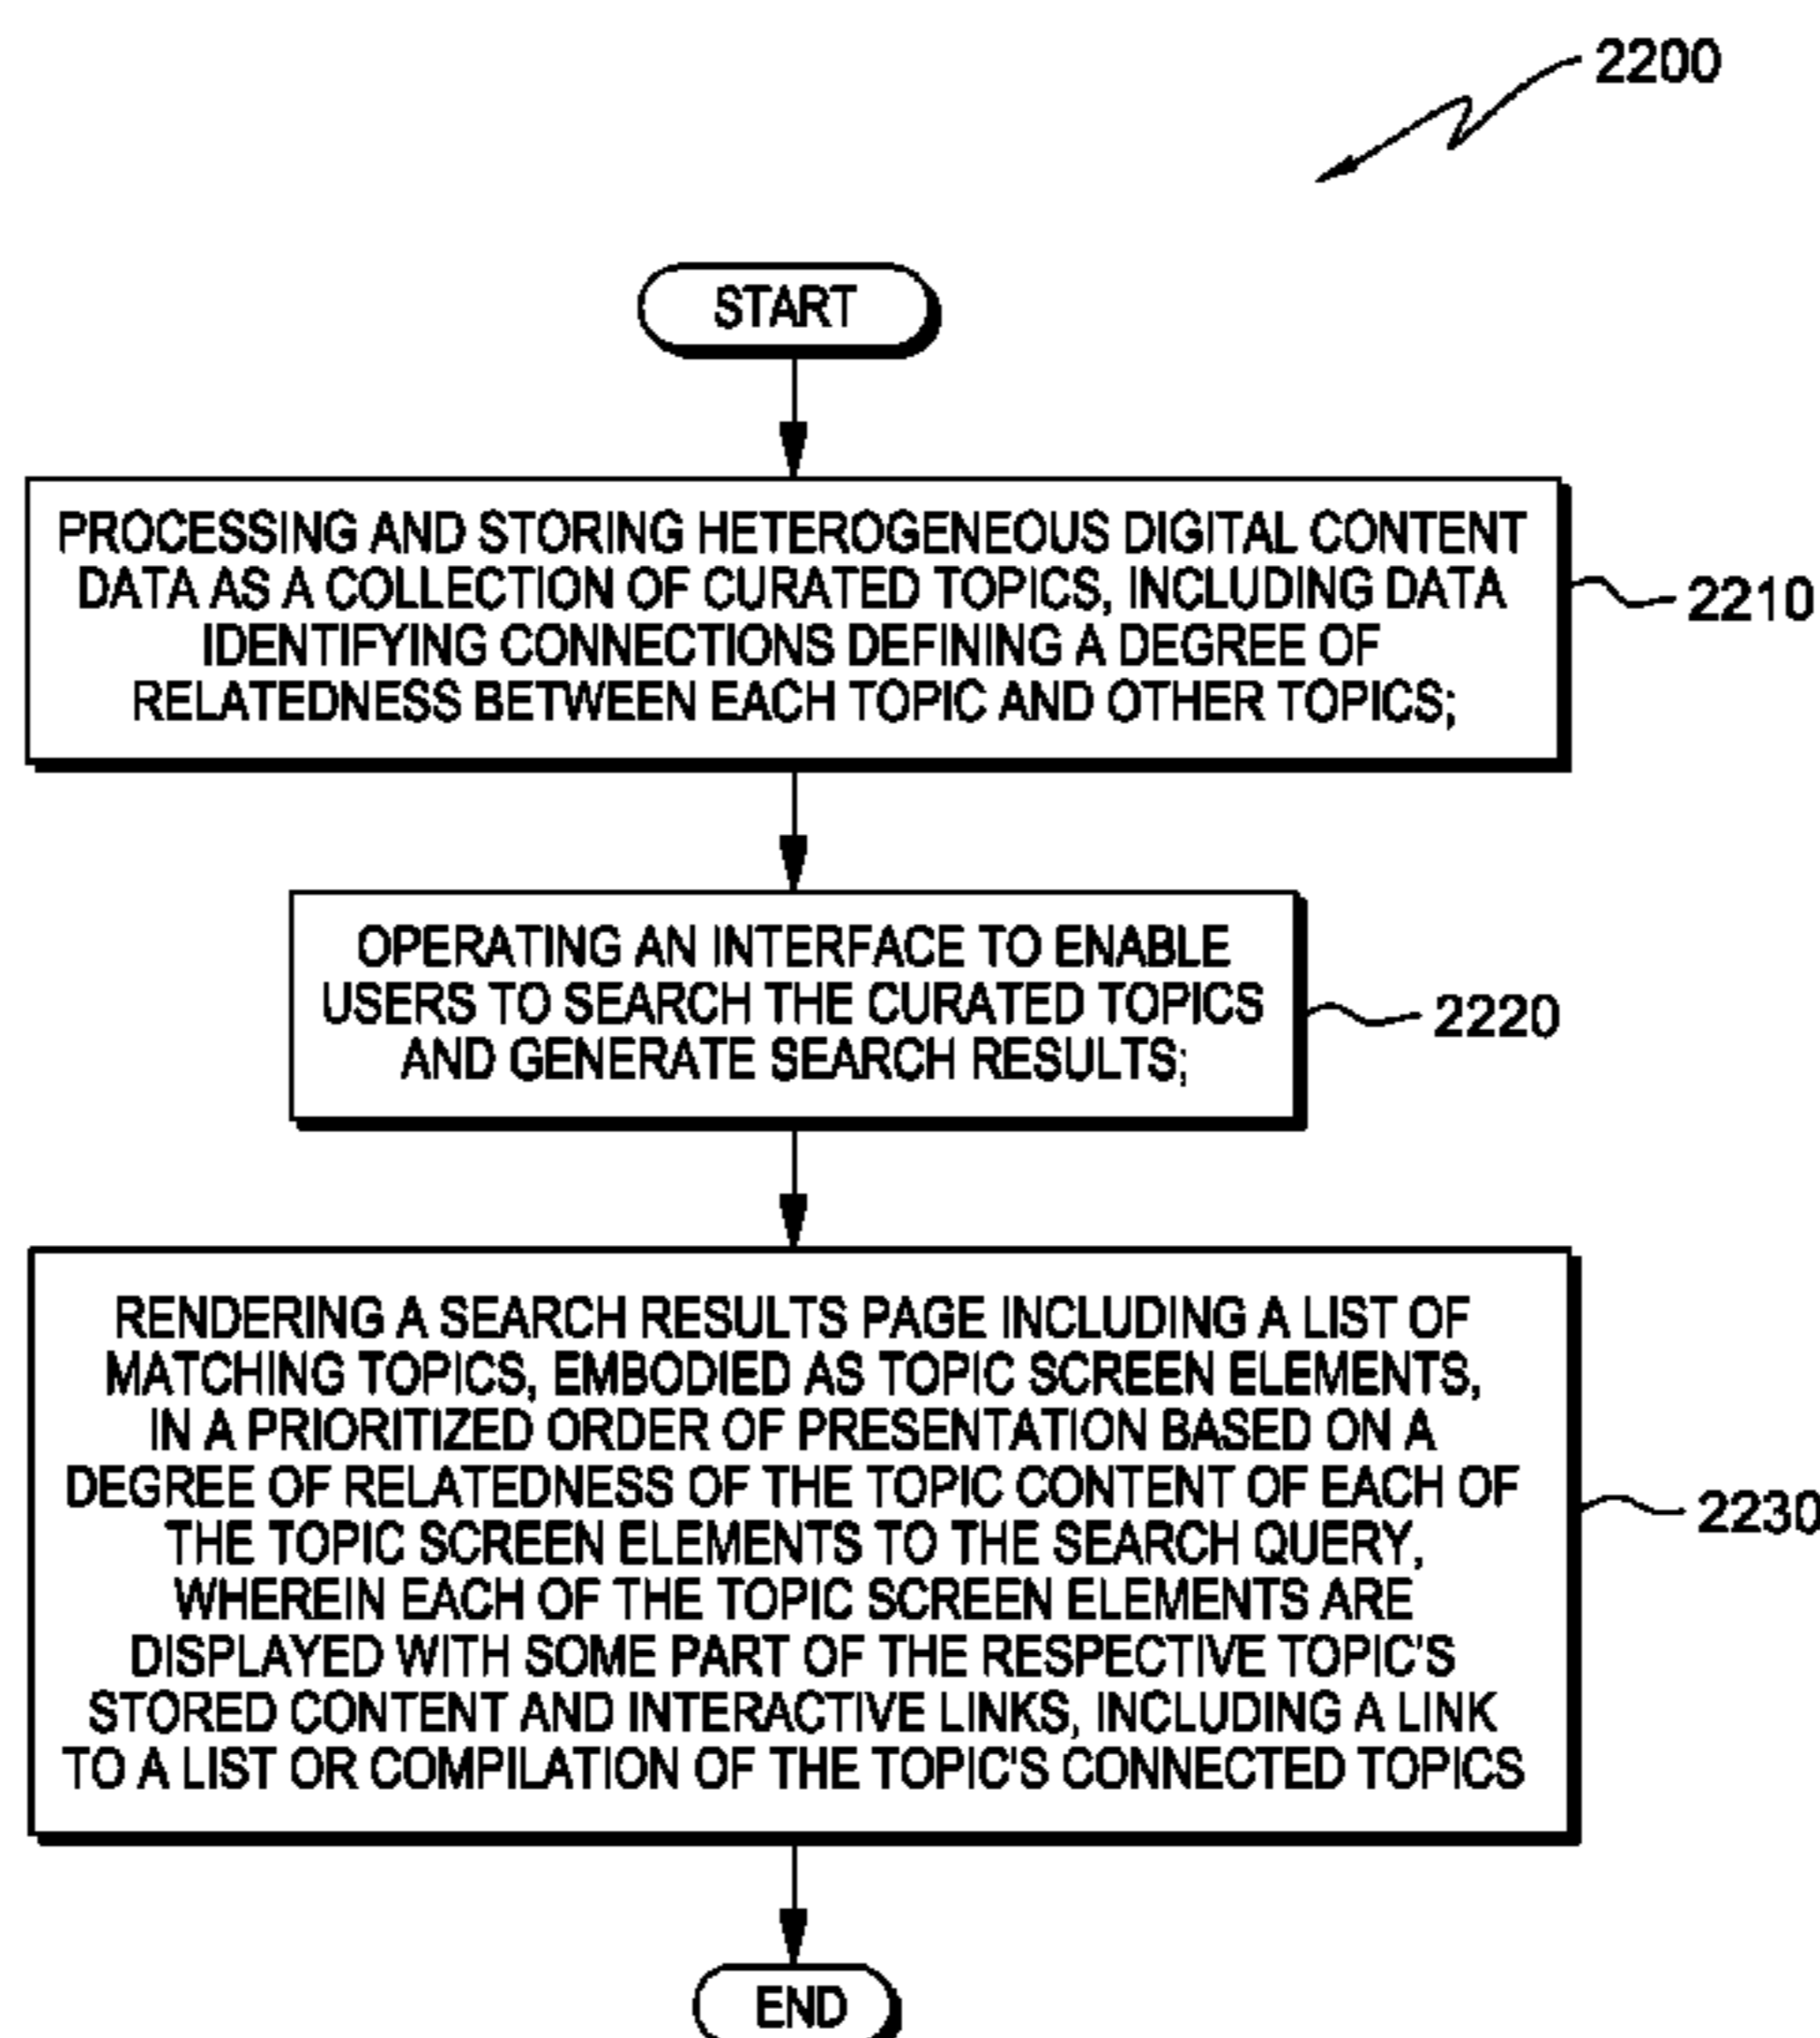 2200
START
PROCESSING AND STORING HETEROGENEOUS DIGITAL CONTENT
DATA AS A COLLECTION OF CURATED TOPICS, INCLUDING DATA
IDENTIFYING CONNECTIONS DEFINING A DEGREE OF
RELATEDNESS BETWEEN EACH TOPIC AND OTHER TOPICS;
2210
OPERATING AN INTERFACE TO ENABLE
USERS TO SEARCH THE CURATED TOPICS
AND GENERATE SEARCH RESULTS;
2220
RENDERING A SEARCH RESULTS PAGE INCLUDING A LIST OF
MATCHING TOPICS, EMBODIED AS TOPIC SCREEN ELEMENTS,
IN A PRIORITIZED ORDER OF PRESENTATION BASED ON A
DEGREE OF RELATEDNESS OF THE TOPIC CONTENT OF EACH OF
THE TOPIC SCREEN ELEMENTS TO THE SEARCH QUERY,
WHEREIN EACH OF THE TOPIC SCREEN ELEMENTS ARE
DISPLAYED WITH SOME PART OF THE RESPECTIVE TOPIC'S
STORED CONTENT AND INTERACTIVE LINKS, INCLUDING A LINK
TO A LIST OR COMPILATION OF THE TOPIC'S CONNECTED TOPICS
2230
END